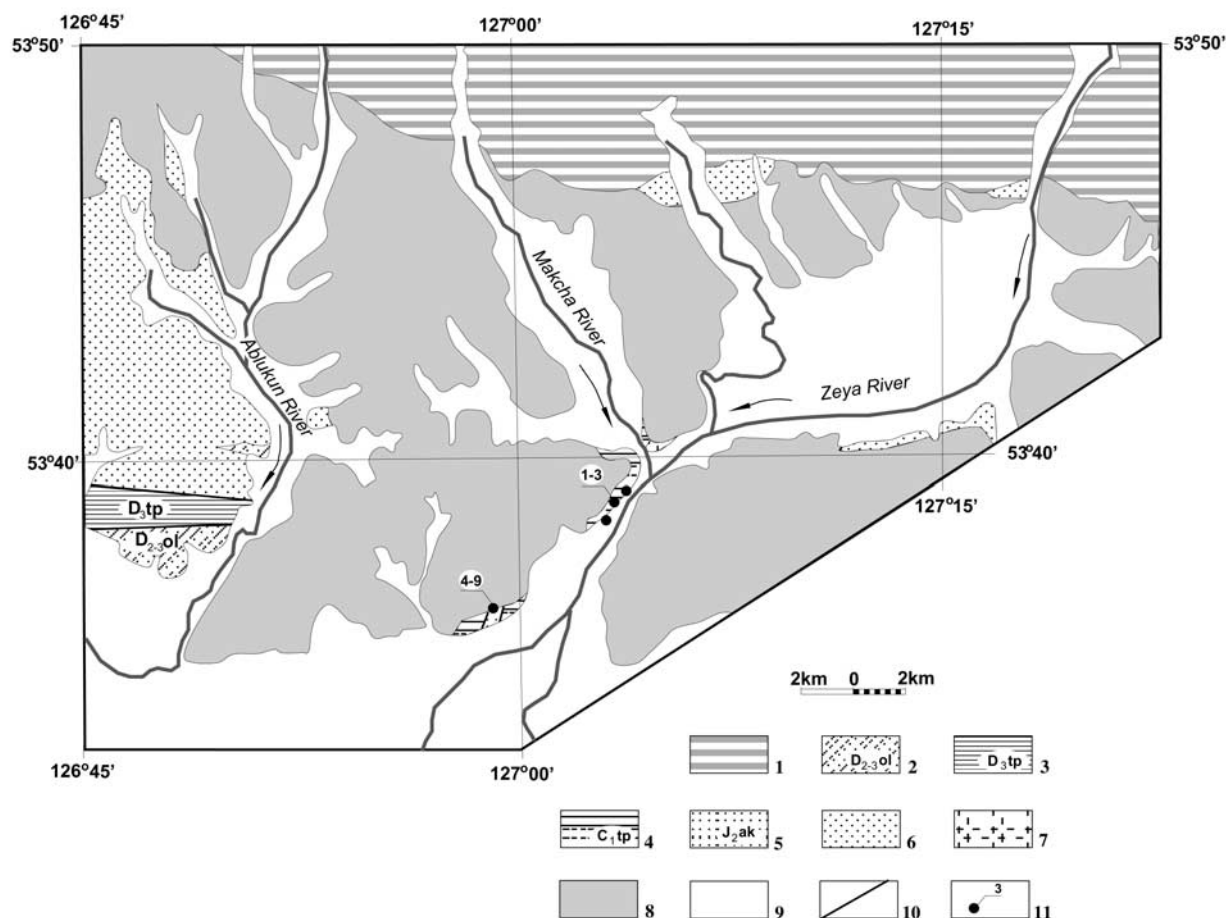 126°45' 127°00' 127°15'
53°50' 53°50'
Makcha River
Ablukun River
Zeya River
53°40' 53°40'
1-3
127°15'
D₃tp
D₂₋₃ol
4-9
2km 0 2km
126°45' 127°00'
1 D₂₋₃ol 2 D₃tp 3
C₁tp 4 J₂ak 5 6 7
3
8 9 10 11